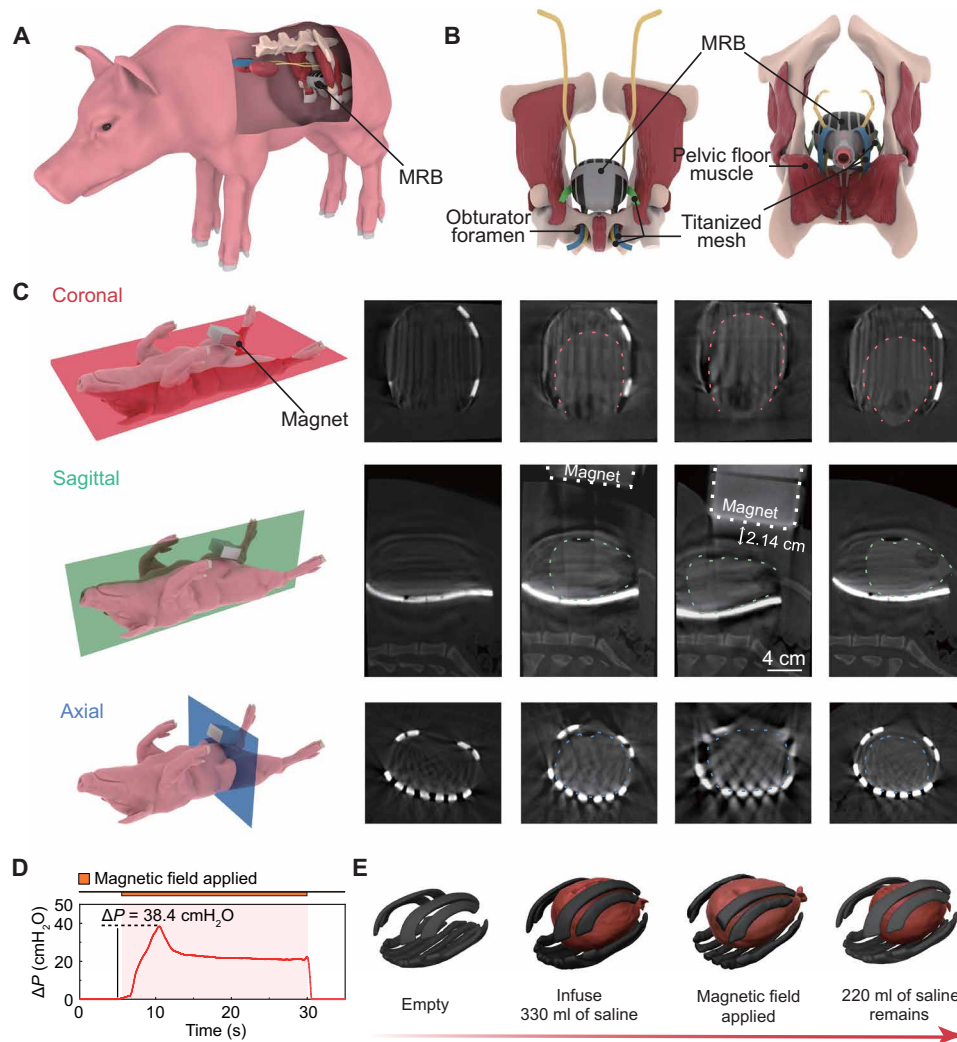 A
MRB
B
MRB
Pelvic floor
muscle
Obturator
foramen
Titanized
mesh
C
Coronal
Magnet
Sagittal
Magnet
Magnet
2.14 cm
4 cm
Axial
D
Magnetic field applied
ΔP = 38.4 cmH2O
ΔP (cmH2O)
50
40
20
0
0
10
20
30
Time (s)
E
Empty
Infuse
330 ml of saline
Magnetic field
applied
220 ml of saline
remains